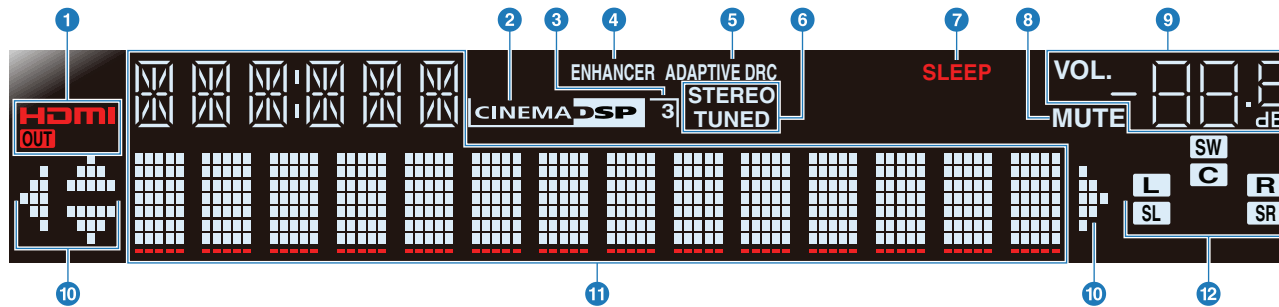 1 2 3 4 5 6 7 8 9
ENHANCER ADAPTIVE DRC SLEEP VOL.
HDMI CINEMA DSP 3 STEREO
OUT TUNED MUTE dB
SW
L C R
SL SR
10 11 10 12